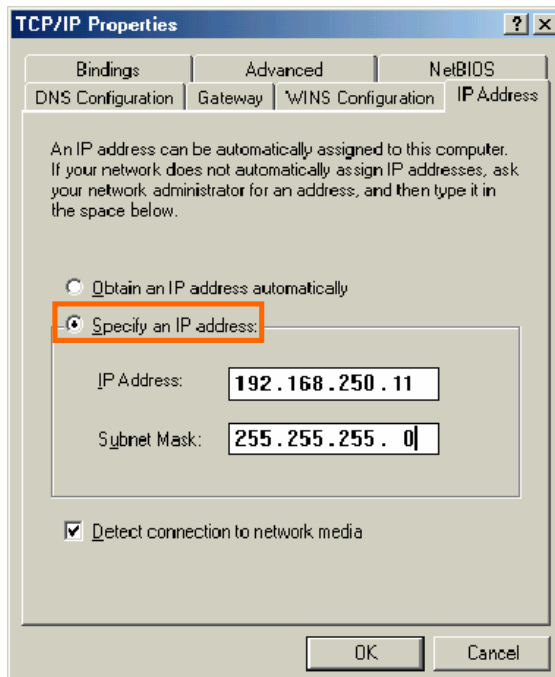 TCP/IP Properties
Bindings Advanced NetBIOS
DNS Configuration Gateway WINS Configuration IP Address
An IP address can be automatically assigned to this computer.
If your network does not automatically assign IP addresses, ask
your network administrator for an address, and then type it in
the space below.
Obtain an IP address automatically
Specify an IP address:
IP Address: 192.168.250.11
Subnet Mask: 255.255.255. 0
Detect connection to network media
OK Cancel